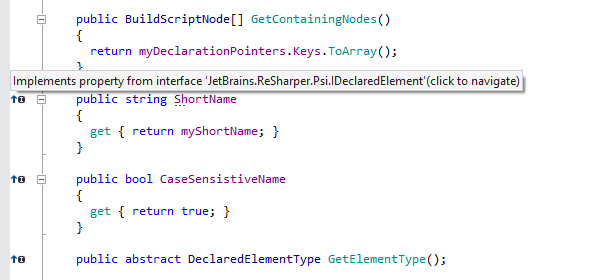 public BuildScriptNode[] GetContainingNodes()
{
return myDeclarationPointers.Keys.ToArray();
}
Implements property from interface 'JetBrains.ReSharper.Psi.IDeclaredElement'(click to navigate)
public string ShortName
{
get { return myShortName; }
}
public bool CaseSensistiveName
{
get { return true; }
}
public abstract DeclaredElementType GetElementType();